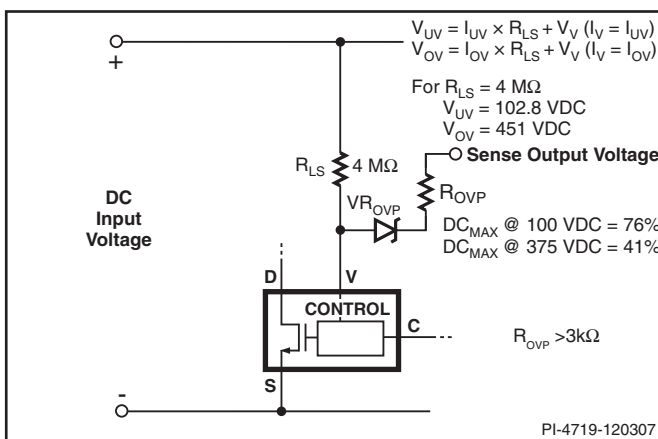 V_UV = I_UV × R_LS + V_V (I_V = I_UV)
V_OV = I_OV × R_LS + V_V (I_V = I_OV)
+
For R_LS = 4 MΩ
V_UV = 102.8 VDC
V_OV = 451 VDC
Sense Output Voltage
R_LS 4 MΩ
R_OVP
VR_OVP
DC
Input
Voltage
DC_MAX @ 100 VDC = 76%
DC_MAX @ 375 VDC = 41%
D V
CONTROL
C
R_OVP >3kΩ
S
-
PI-4719-120307